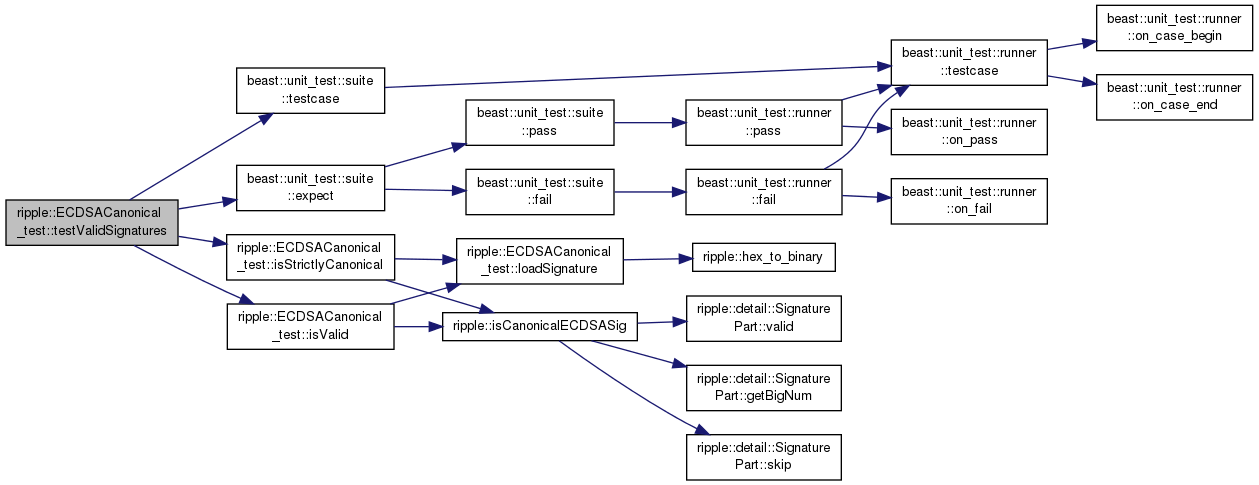 ripple::ECDSACanonical
_test::testValidSignatures
beast::unit_test::suite
::testcase
beast::unit_test::suite
::expect
ripple::ECDSACanonical
_test::isStrictlyCanonical
ripple::ECDSACanonical
_test::isValid
beast::unit_test::suite
::pass
beast::unit_test::suite
::fail
ripple::ECDSACanonical
_test::loadSignature
ripple::isCanonicalECDSASig
beast::unit_test::runner
::pass
beast::unit_test::runner
::fail
ripple::hex_to_binary
ripple::detail::Signature
Part::valid
ripple::detail::Signature
Part::getBigNum
ripple::detail::Signature
Part::skip
beast::unit_test::runner
::testcase
beast::unit_test::runner
::on_pass
beast::unit_test::runner
::on_fail
beast::unit_test::runner
::on_case_begin
beast::unit_test::runner
::on_case_end